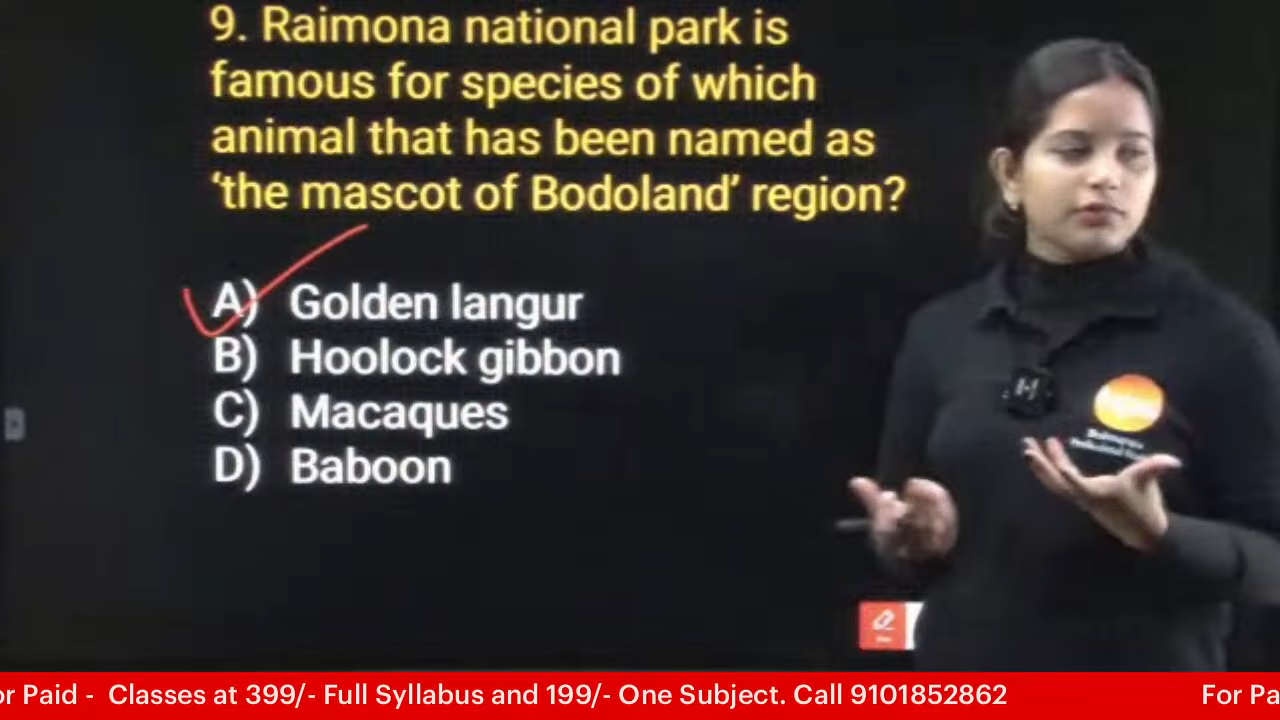 9. Raimona national park is
famous for species of which
animal that has been named as
‘the mascot of Bodoland’ region?
A) Golden langur
B) Hoolock gibbon
C) Macaques
D) Baboon
or Paid - Classes at 399/- Full Syllabus and 199/- One Subject. Call 9101852862 For Pa